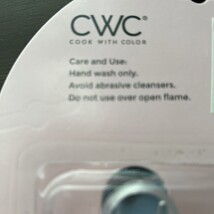 CWC®
COOK WITH COLOR
Care and Use:
Hand wash only.
Avoid abrasive cleansers.
Do not use over open flame.